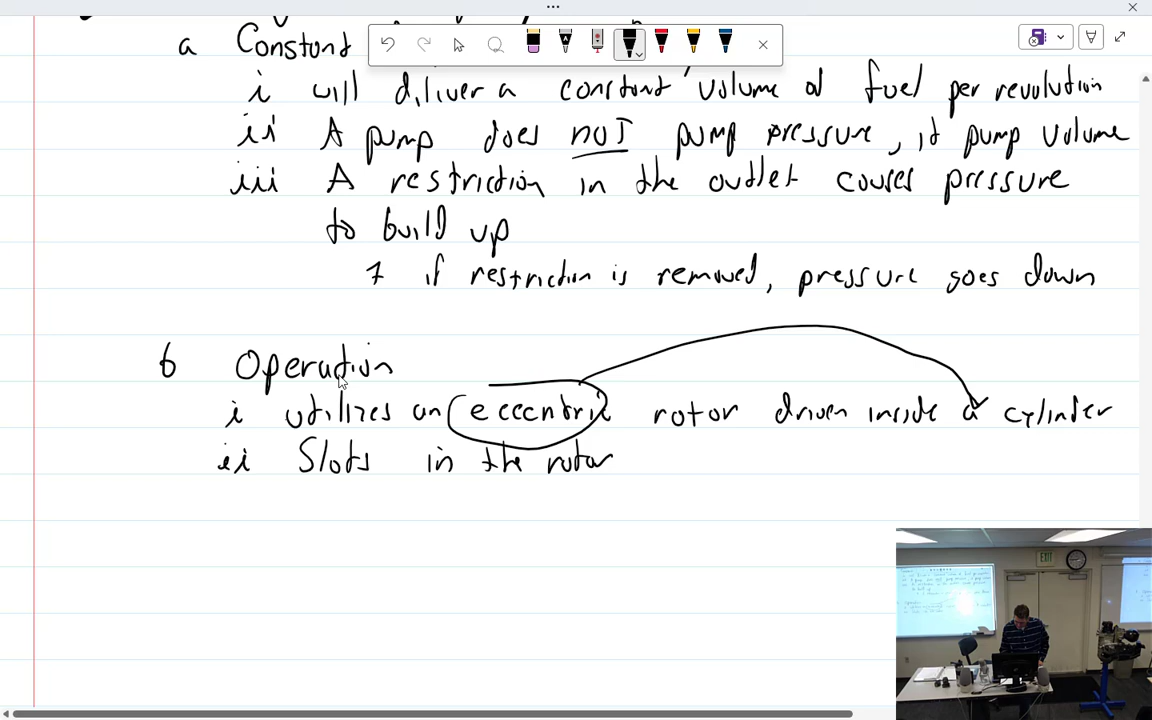 a Constant
i will deliver a constant volume of fuel per revolution
ii A pump does NOT pump pressure, it pump volume
iii A restriction in the outlet causes pressure
to build up
1 if restriction is removed, pressure goes down
b Operation
i utilizes an eccentric rotor driven inside a cylinder
ii Slots in the rotor
EXIT